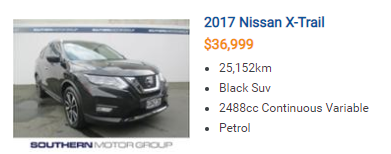 2017 Nissan X-Trail
$36,999
25,152km
Black Suv
2488cc Continuous Variable
Petrol
SOUTHERN MOTOR GROUP